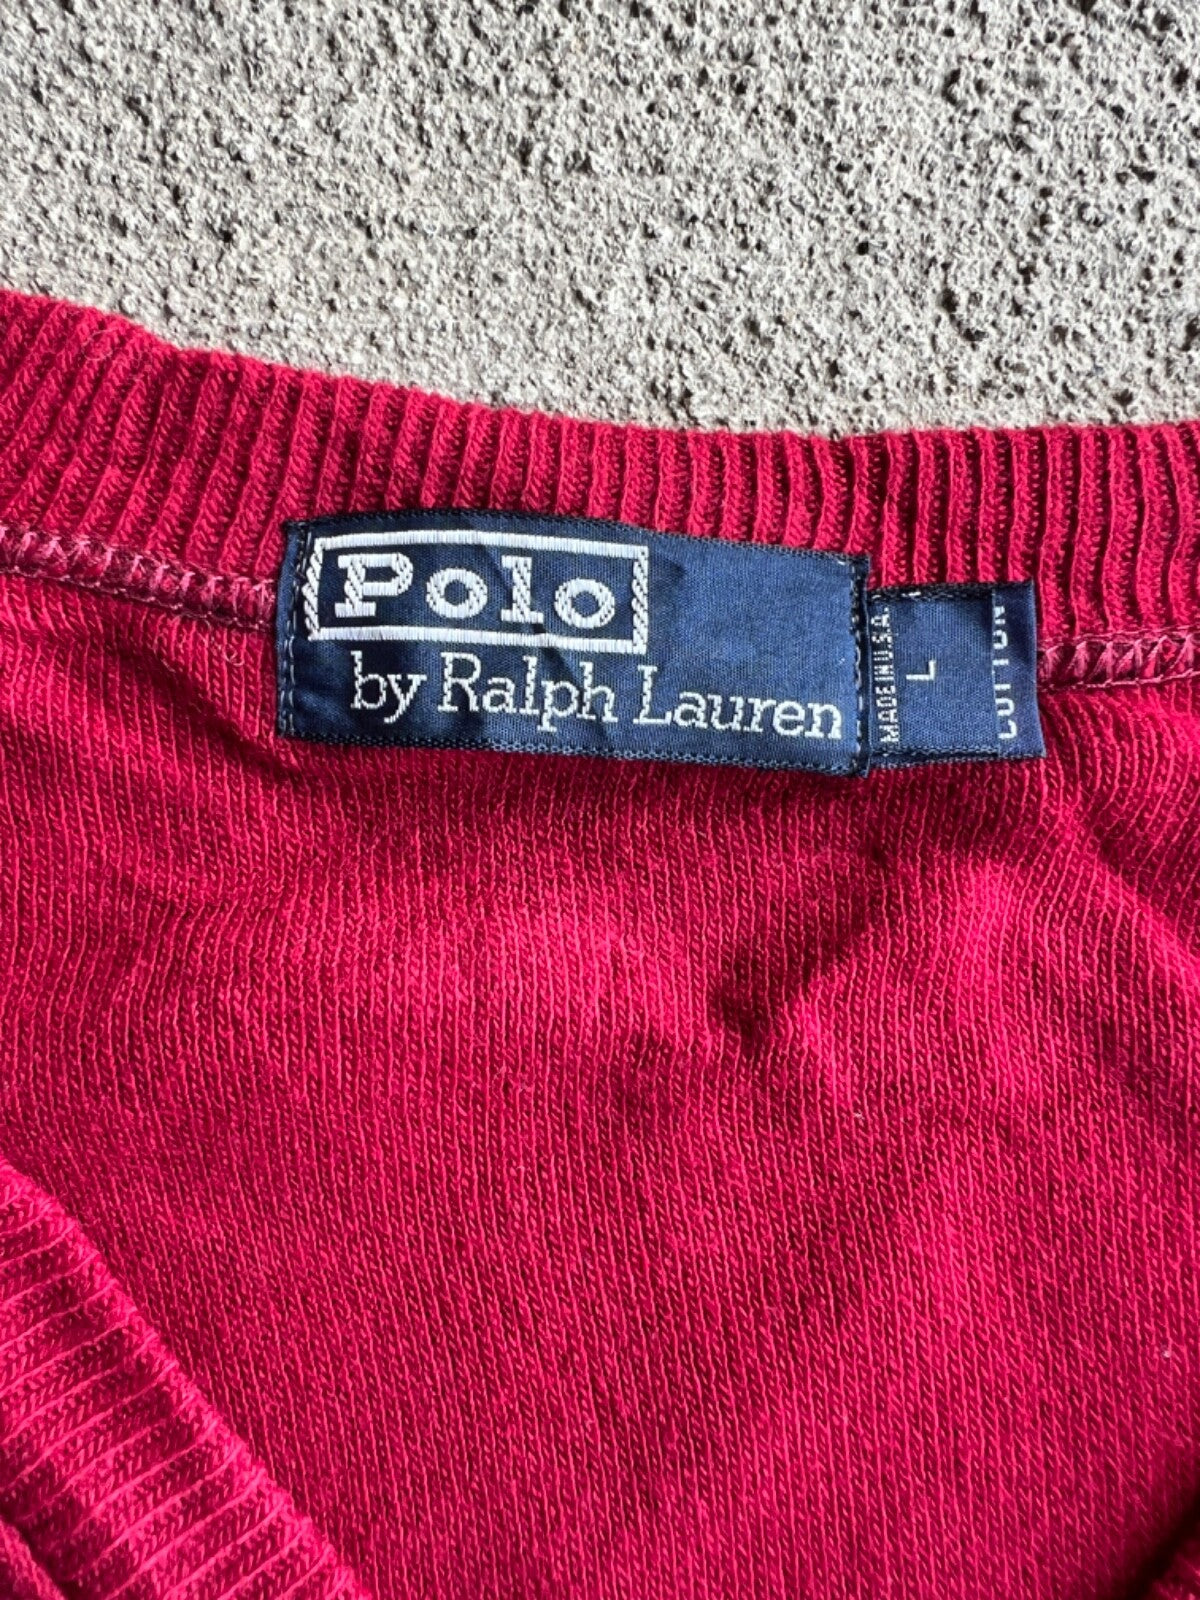 Polo
by Ralph Lauren
MADE IN U.S.A.
L
COTTON